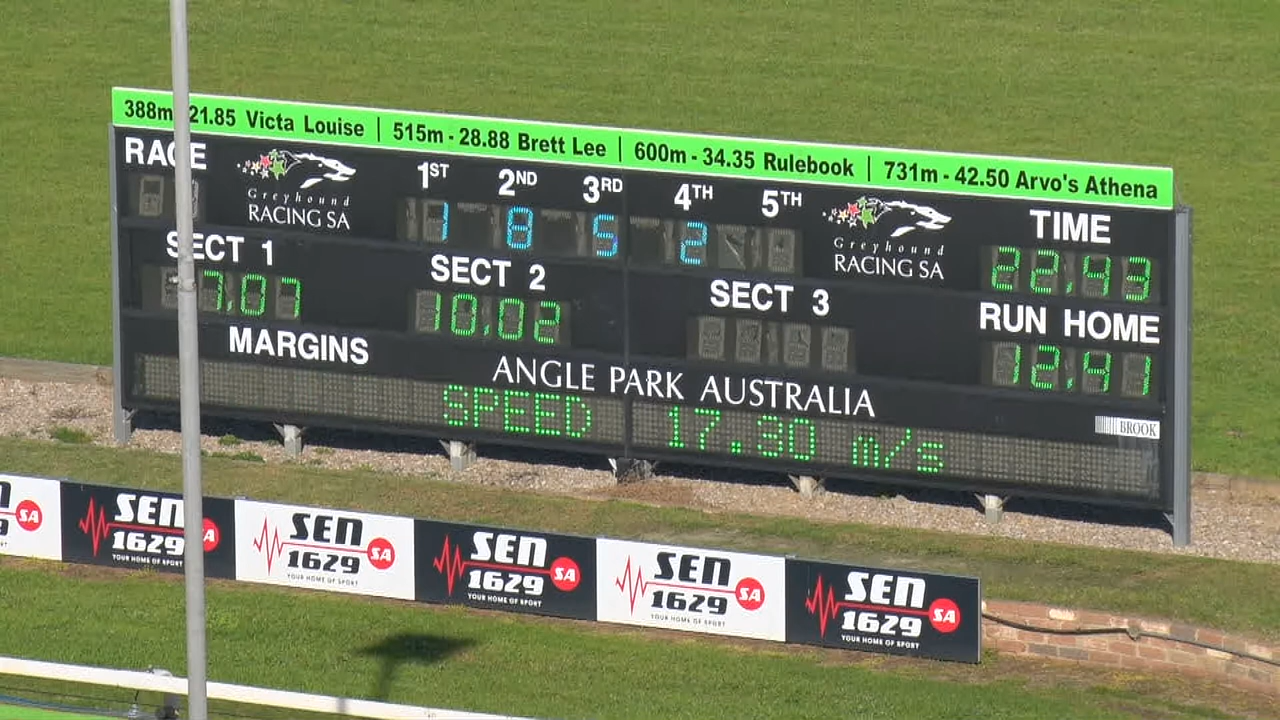 388m 21.85 Victa Louise | 515m - 28.88 Brett Lee | 600m - 34.35 Rulebook | 731m - 42.50 Arvo's Athena
RACE
Greyhound
RACING SA
1ST 2ND 3RD 4TH 5TH
1 8 5 2
Greyhound
RACING SA
TIME
22.43
SECT 1
7.07
SECT 2
10.02
SECT 3
RUN HOME
12.41
MARGINS
ANGLE PARK AUSTRALIA
SPEED 17.30 m/s
BROOK
SEN
1629
SA
YOUR HOME OF SPORT
SEN
1629
SA
YOUR HOME OF SPORT
SEN
1629
SA
YOUR HOME OF SPORT
SEN
1629
SA
YOUR HOME OF SPORT
SEN
1629
SA
YOUR HOME OF SPORT